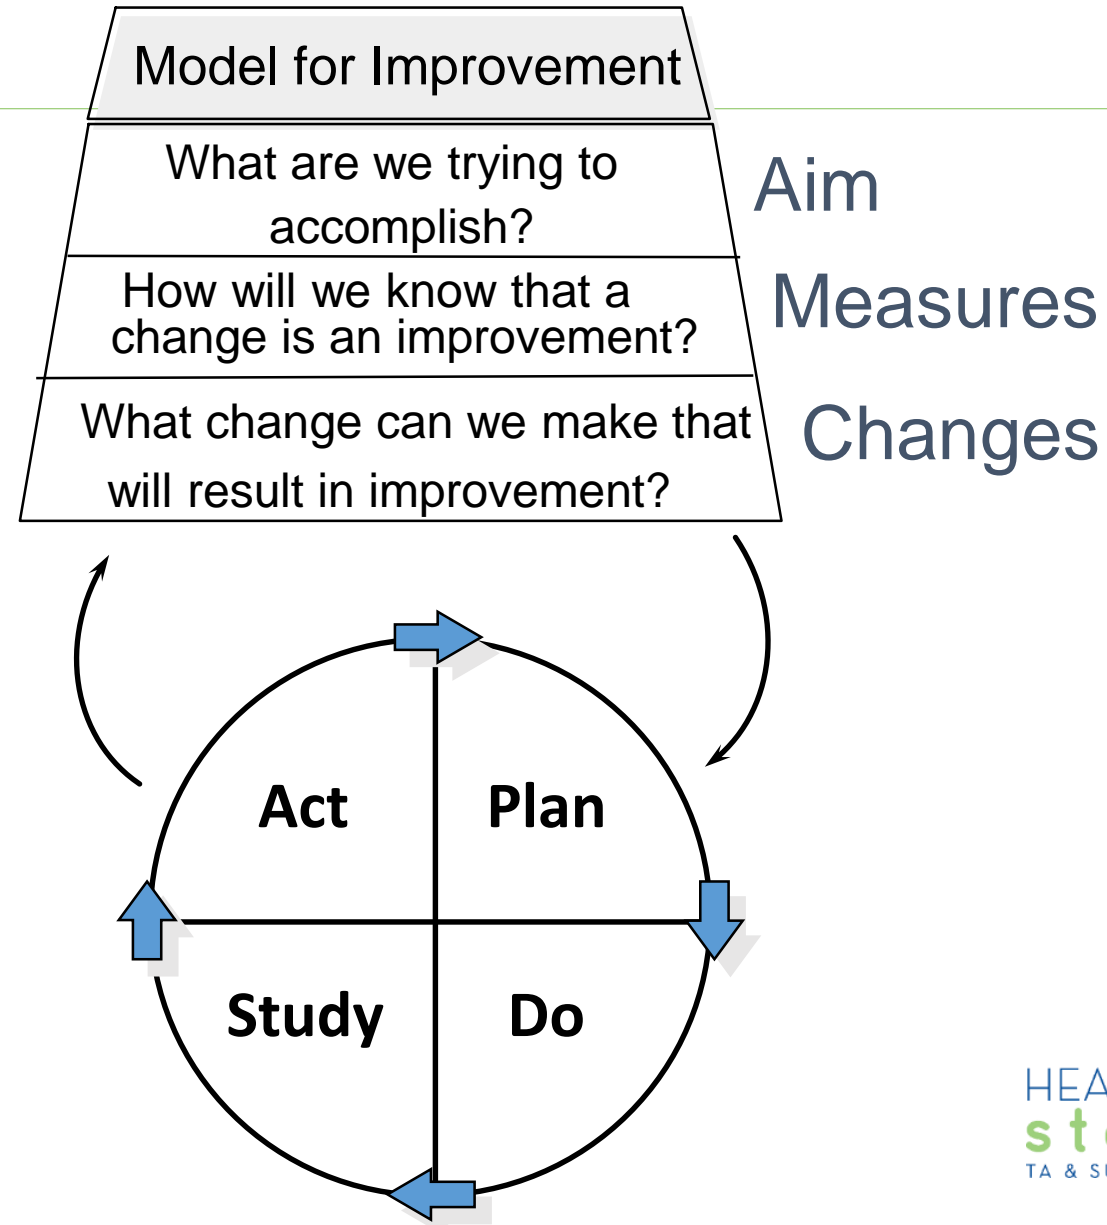 Model for Improvement
What are we trying to
accomplish?
Aim
How will we know that a
change is an improvement?
Measures
What change can we make that
will result in improvement?
Changes
Act
Plan
Study
Do
TA &